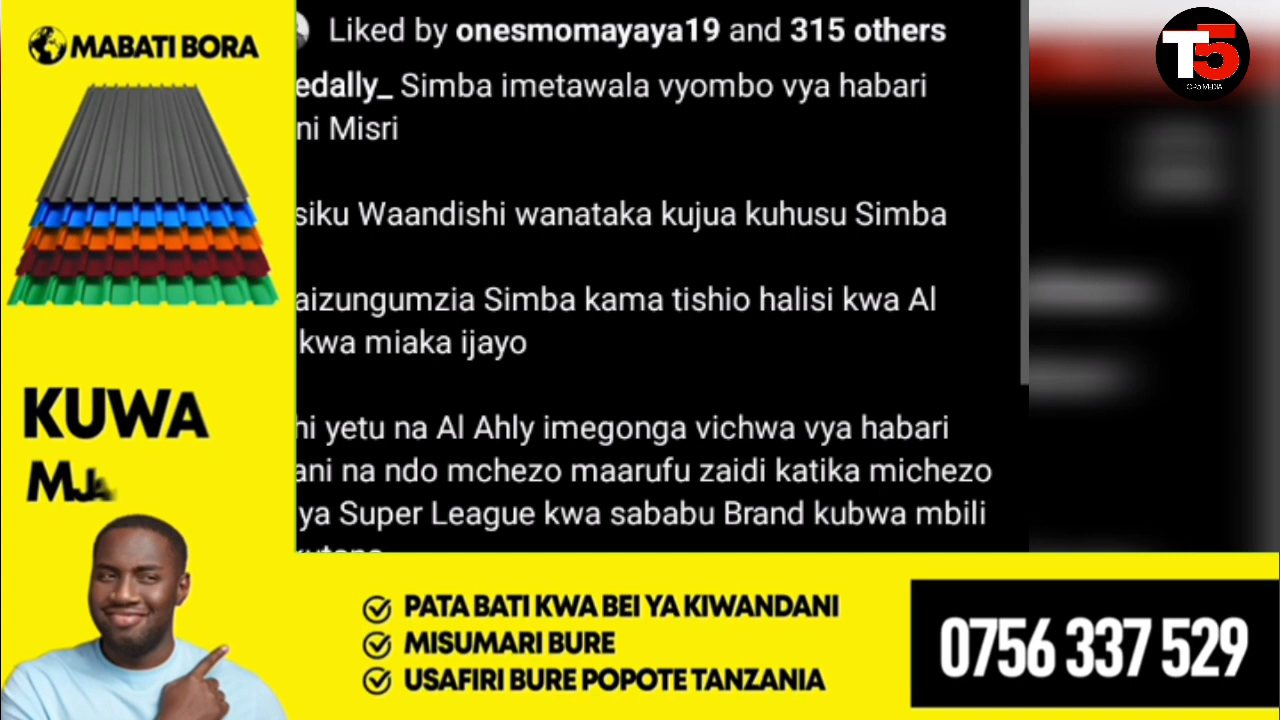 MABATI BORA
KUWA
Liked by onesmomayaya19 and 315 others
edally_ Simba imetawala vyombo vya habari
ni Misri
siku Waandishi wanataka kujua kuhusu Simba
aizungumzia Simba kama tishio halisi kwa Al
kwa miaka ijayo
hi yetu na Al Ahly imegonga vichwa vya habari
ani na ndo mchezo maarufu zaidi katika michezo
ya Super League kwa sababu Brand kubwa mbili
T5
PATA BATI KWA BEI YA KIWANDANI
MISUMARI BURE
USAFIRI BURE POPOTE TANZANIA
0756 337 529